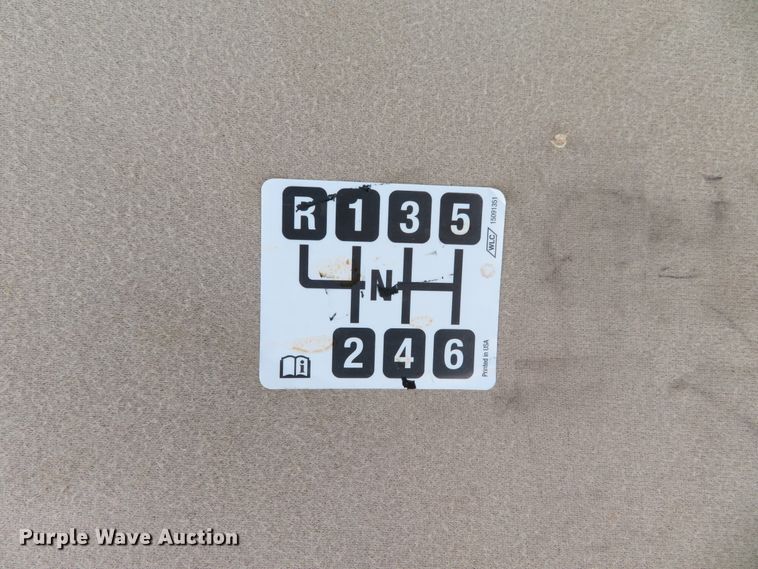 R 1 3 5
N
2 4 6
WLC 15091351
Printed in USA
i
Purple Wave Auction